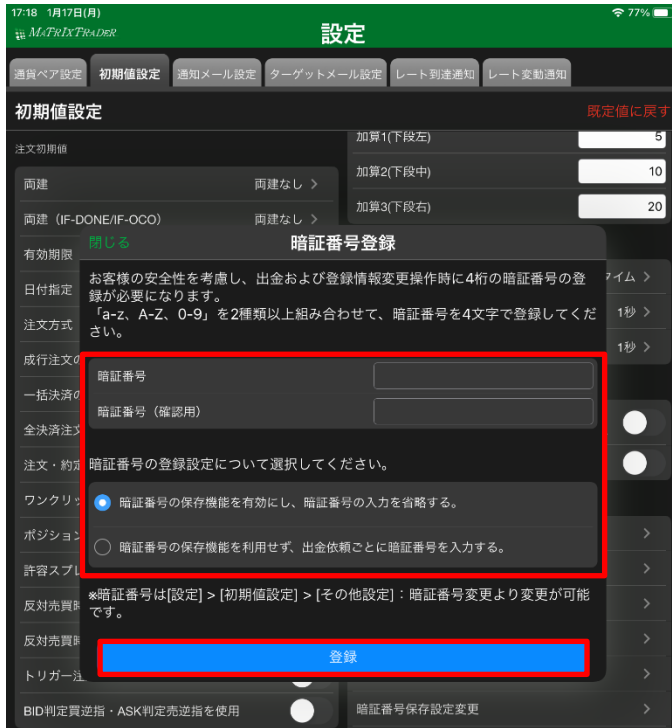 17:18 1月17日(月)
77%
MATRIXTRADER
設定
通貨ペア設定 初期値設定 通知メール設定 ターゲットメール設定 レート到達通知 レート変動通知
初期値設定
既定値に戻す
注文初期値
両建 両建なし
両建（IF-DONE/IF-OCO） 両建なし
有効期限
日付指定
注文方式
成行注文の
一括決済の
全決済注文
注文・約定
ワンクリッ
ポジション
許容スプレ
反対売買時
反対売買時
トリガー注
BID判定買逆指・ASK判定売逆指を使用
加算1(下段左) 5
加算2(下段中) 10
加算3(下段右) 20
タイム
1秒
1秒
暗証番号保存設定変更
閉じる
暗証番号登録
お客様の安全性を考慮し、出金および登録情報変更操作時に4桁の暗証番号の登
録が必要になります。
「a-z、A-Z、0-9」を2種類以上組み合わせて、暗証番号を4文字で登録してくだ
さい。
暗証番号
暗証番号（確認用）
暗証番号の登録設定について選択してください。
暗証番号の保存機能を有効にし、暗証番号の入力を省略する。
暗証番号の保存機能を利用せず、出金依頼ごとに暗証番号を入力する。
※暗証番号は[設定] > [初期値設定] > [その他設定]：暗証番号変更より変更が可能
です。
登録